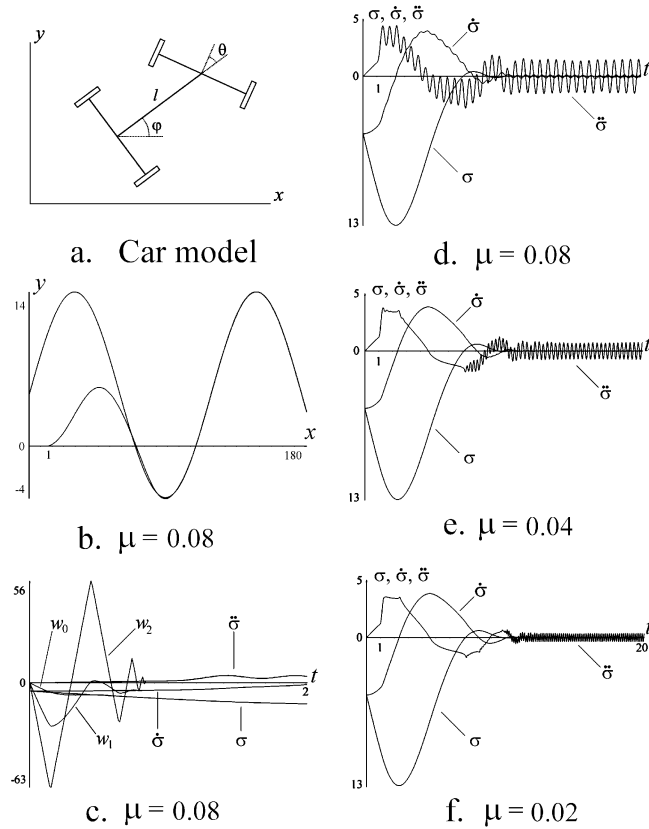 y
θ
l
φ
x
a. Car model
y
14
0
1
180
x
-4
b. μ = 0.08
56
w₀
w₂
σ̈
t
2
w₁
σ̇
σ
-63
c. μ = 0.08
5
σ, σ̇, σ̈
σ̇
t
0
1
σ̈
σ
13
d. μ = 0.08
5
σ, σ̇, σ̈
σ̇
t
0
1
σ̈
σ
13
e. μ = 0.04
5
σ, σ̇, σ̈
σ̇
t
0
1
20
σ̈
σ
13
f. μ = 0.02